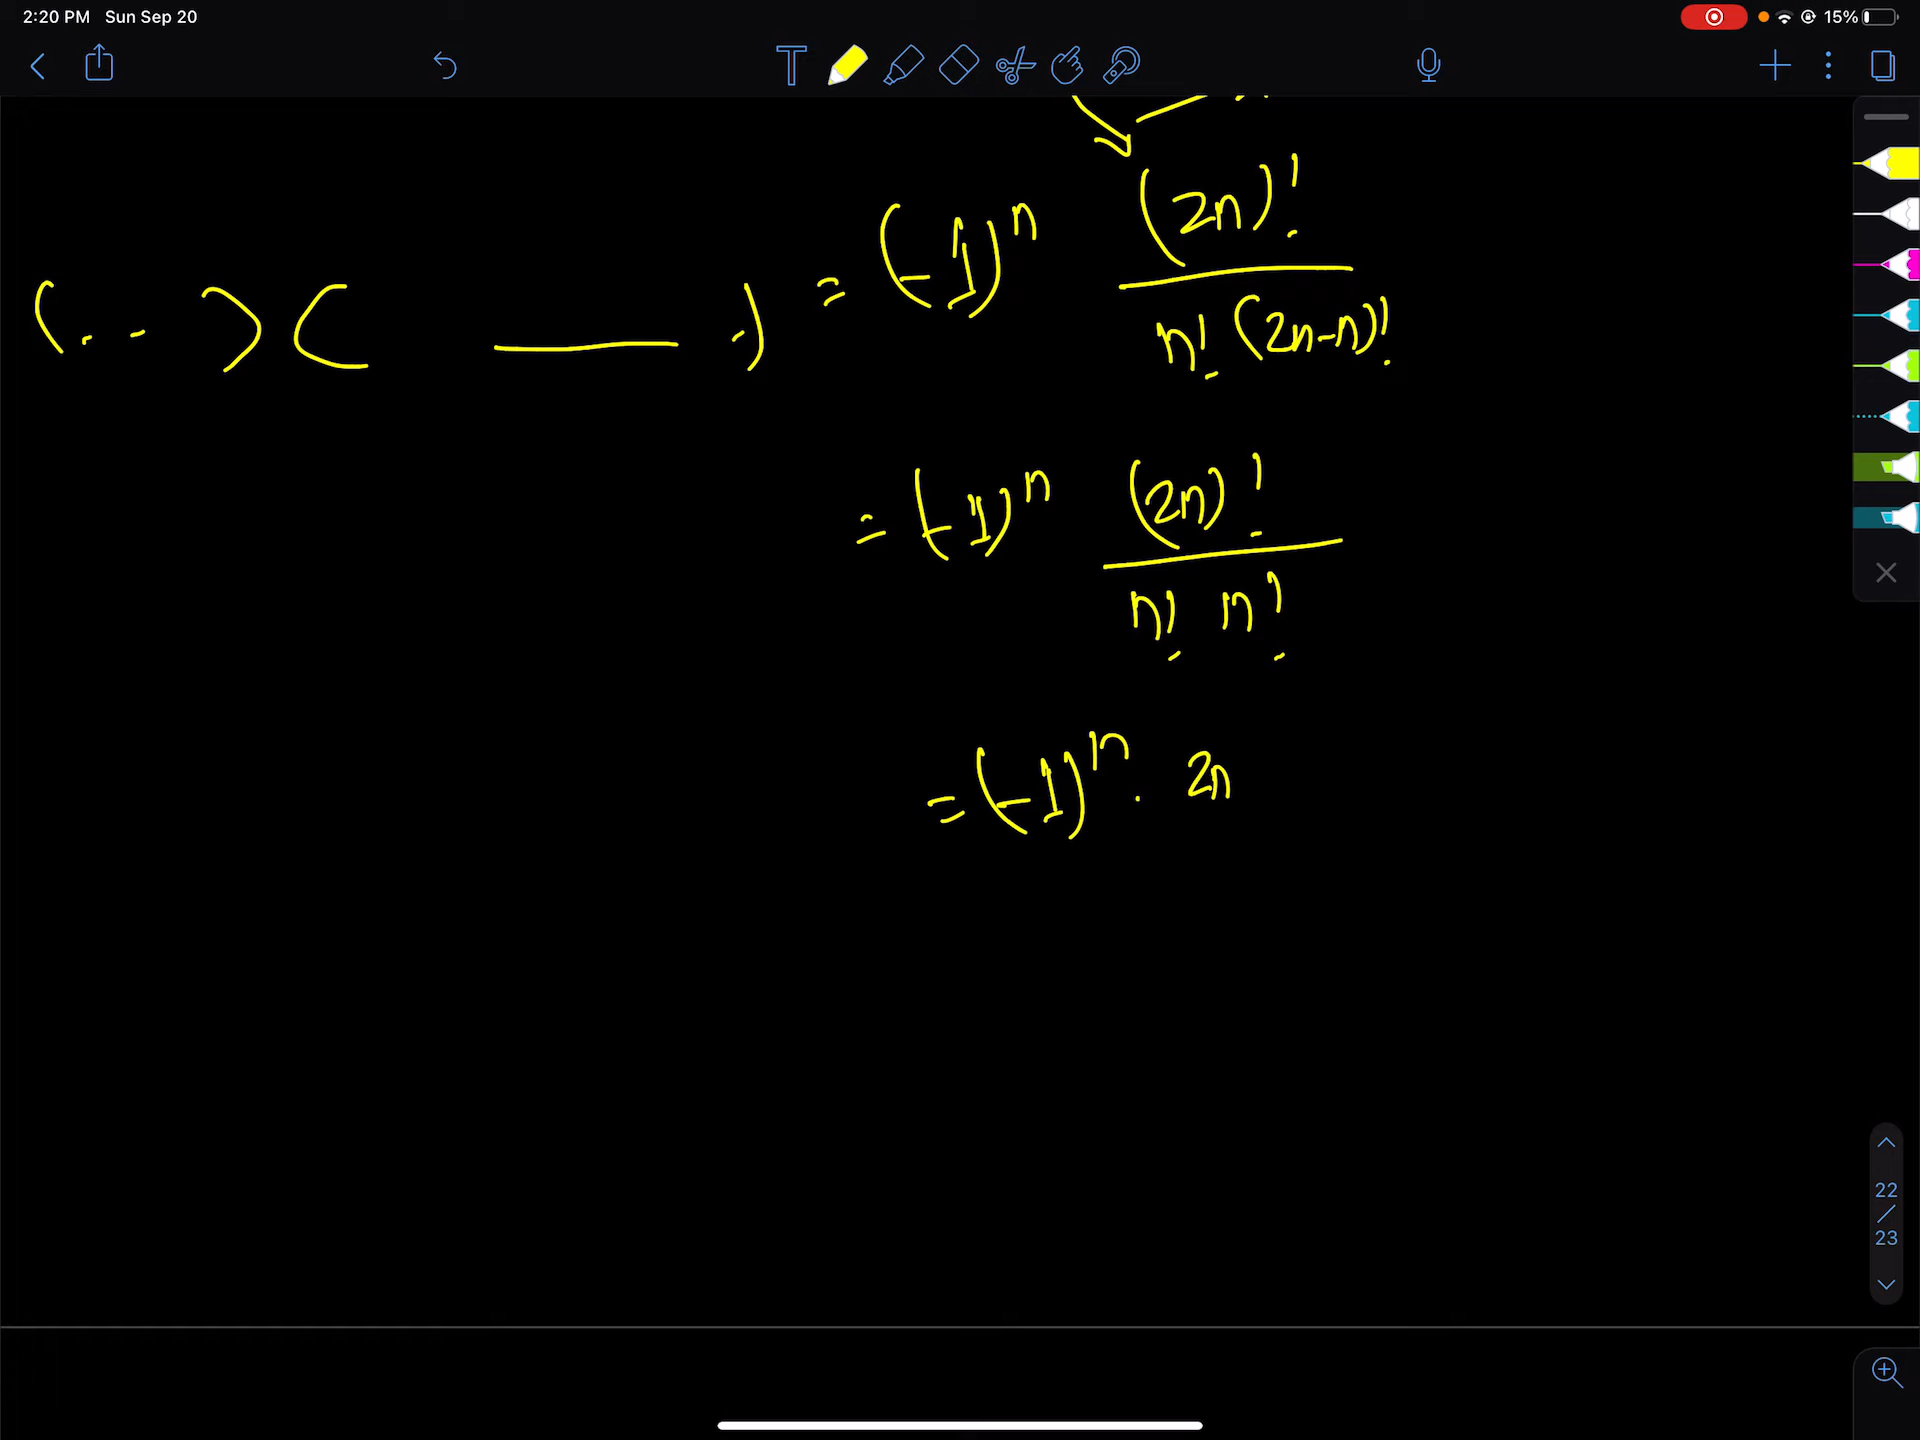 2:20 PM Sun Sep 20
15%
T
(.. )( ——— .) = (-1)^n (2n)! / n! (2n-n)!
= (-1)^n (2n)! / n! n!
= (-1)^n . 2n
22
/
23